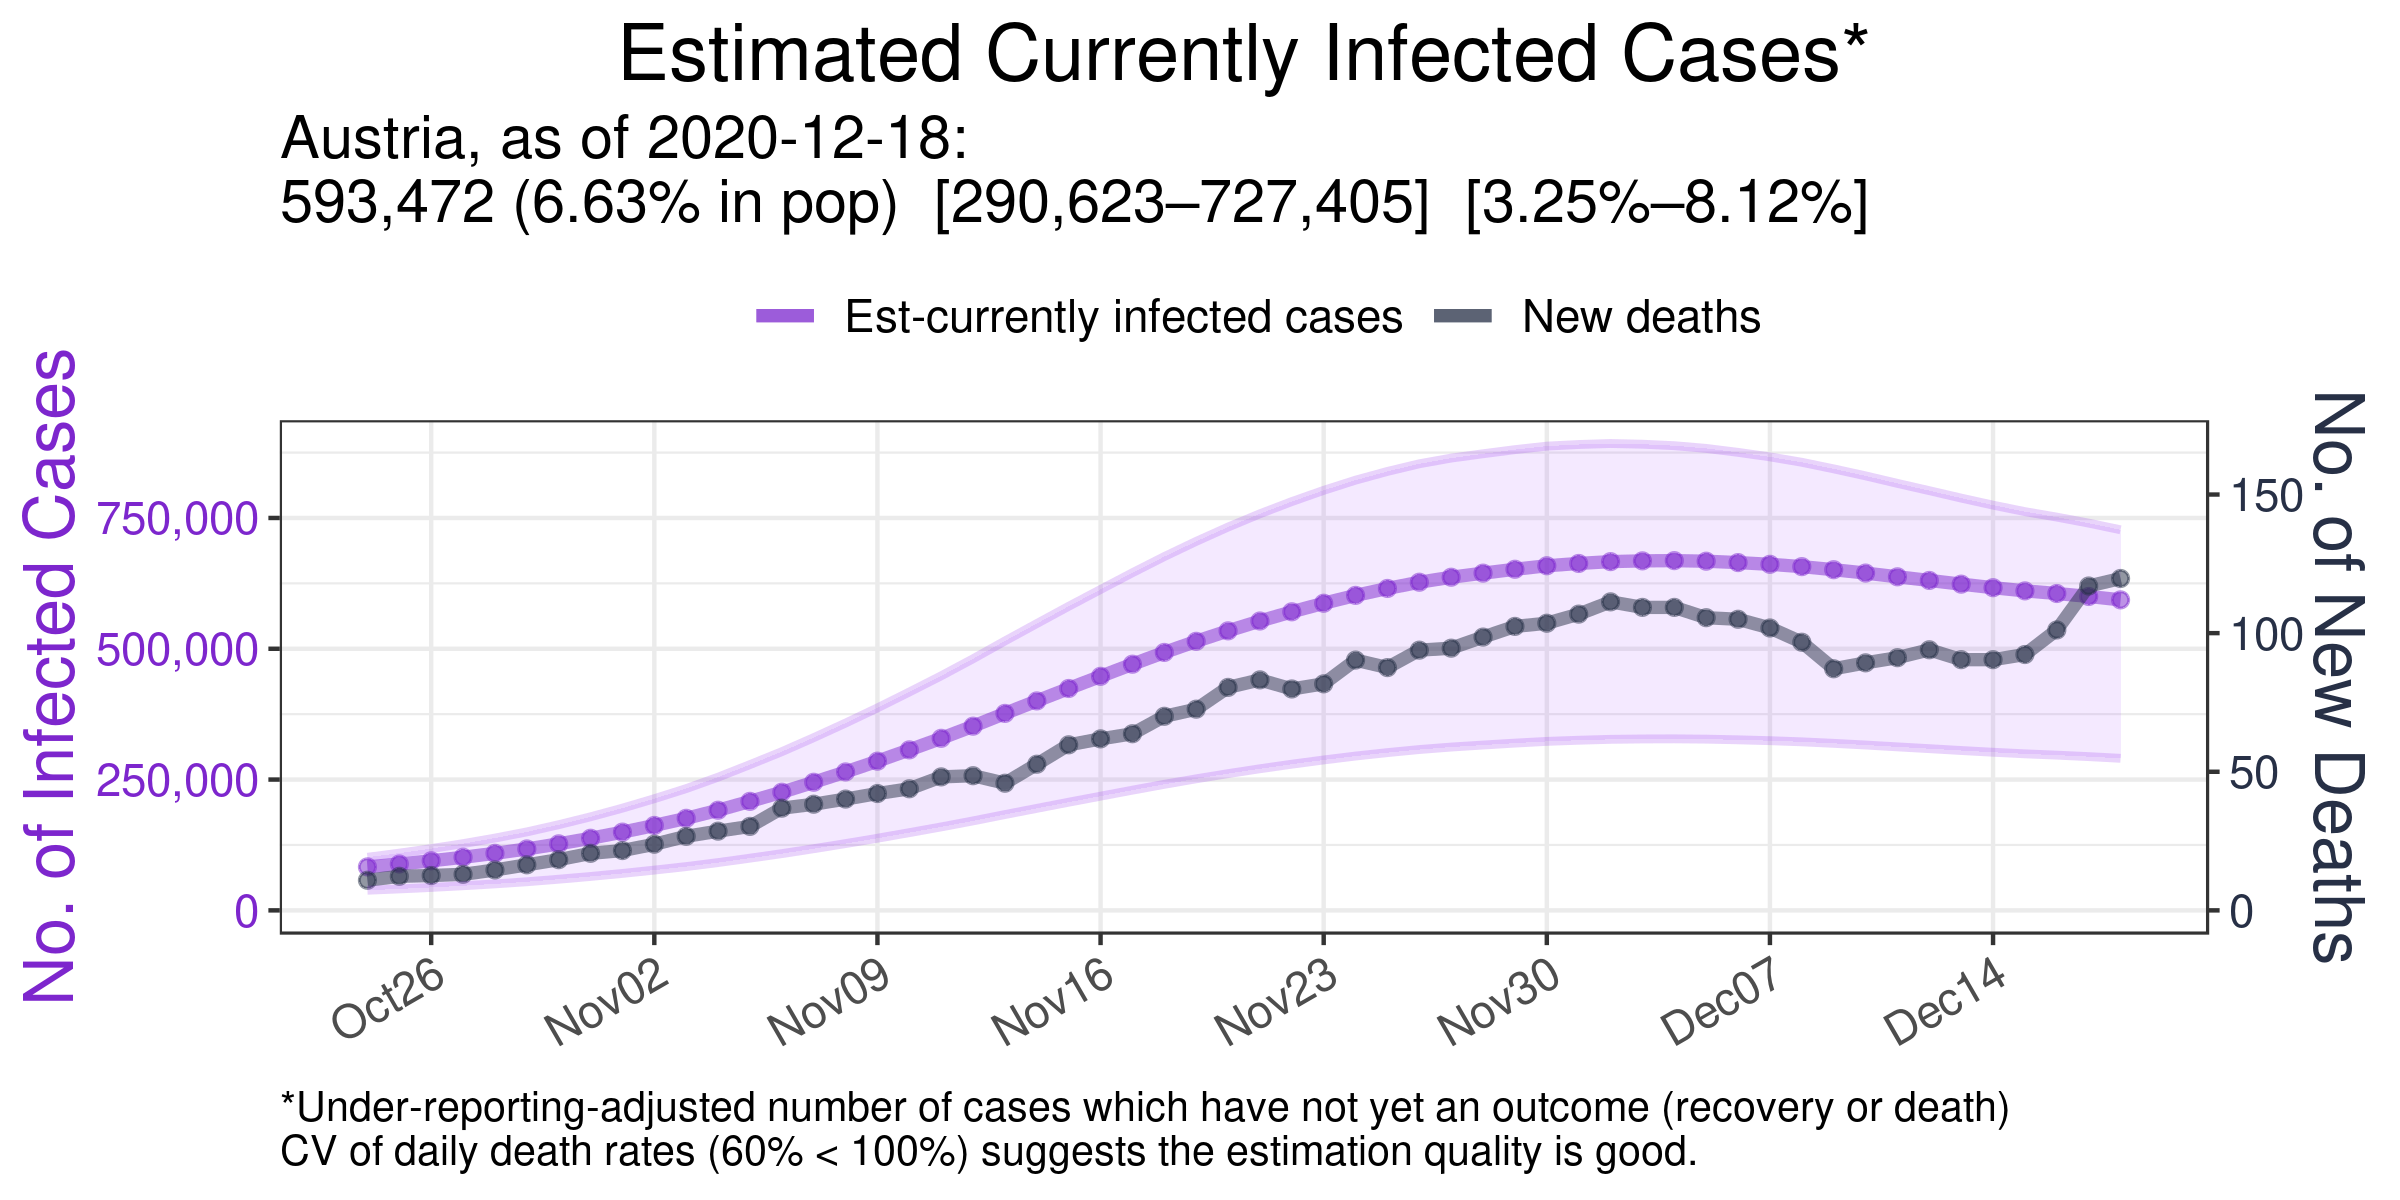 Estimated Currently Infected Cases*
Austria, as of 2020-12-18:
593,472 (6.63% in pop)  [290,623–727,405]  [3.25%–8.12%]
Est-currently infected cases
New deaths
No. of Infected Cases
750,000
500,000
250,000
0
No. of New Deaths
150
100
50
0
Oct26
Nov02
Nov09
Nov16
Nov23
Nov30
Dec07
Dec14
*Under-reporting-adjusted number of cases which have not yet an outcome (recovery or death)
CV of daily death rates (60% < 100%) suggests the estimation quality is good.